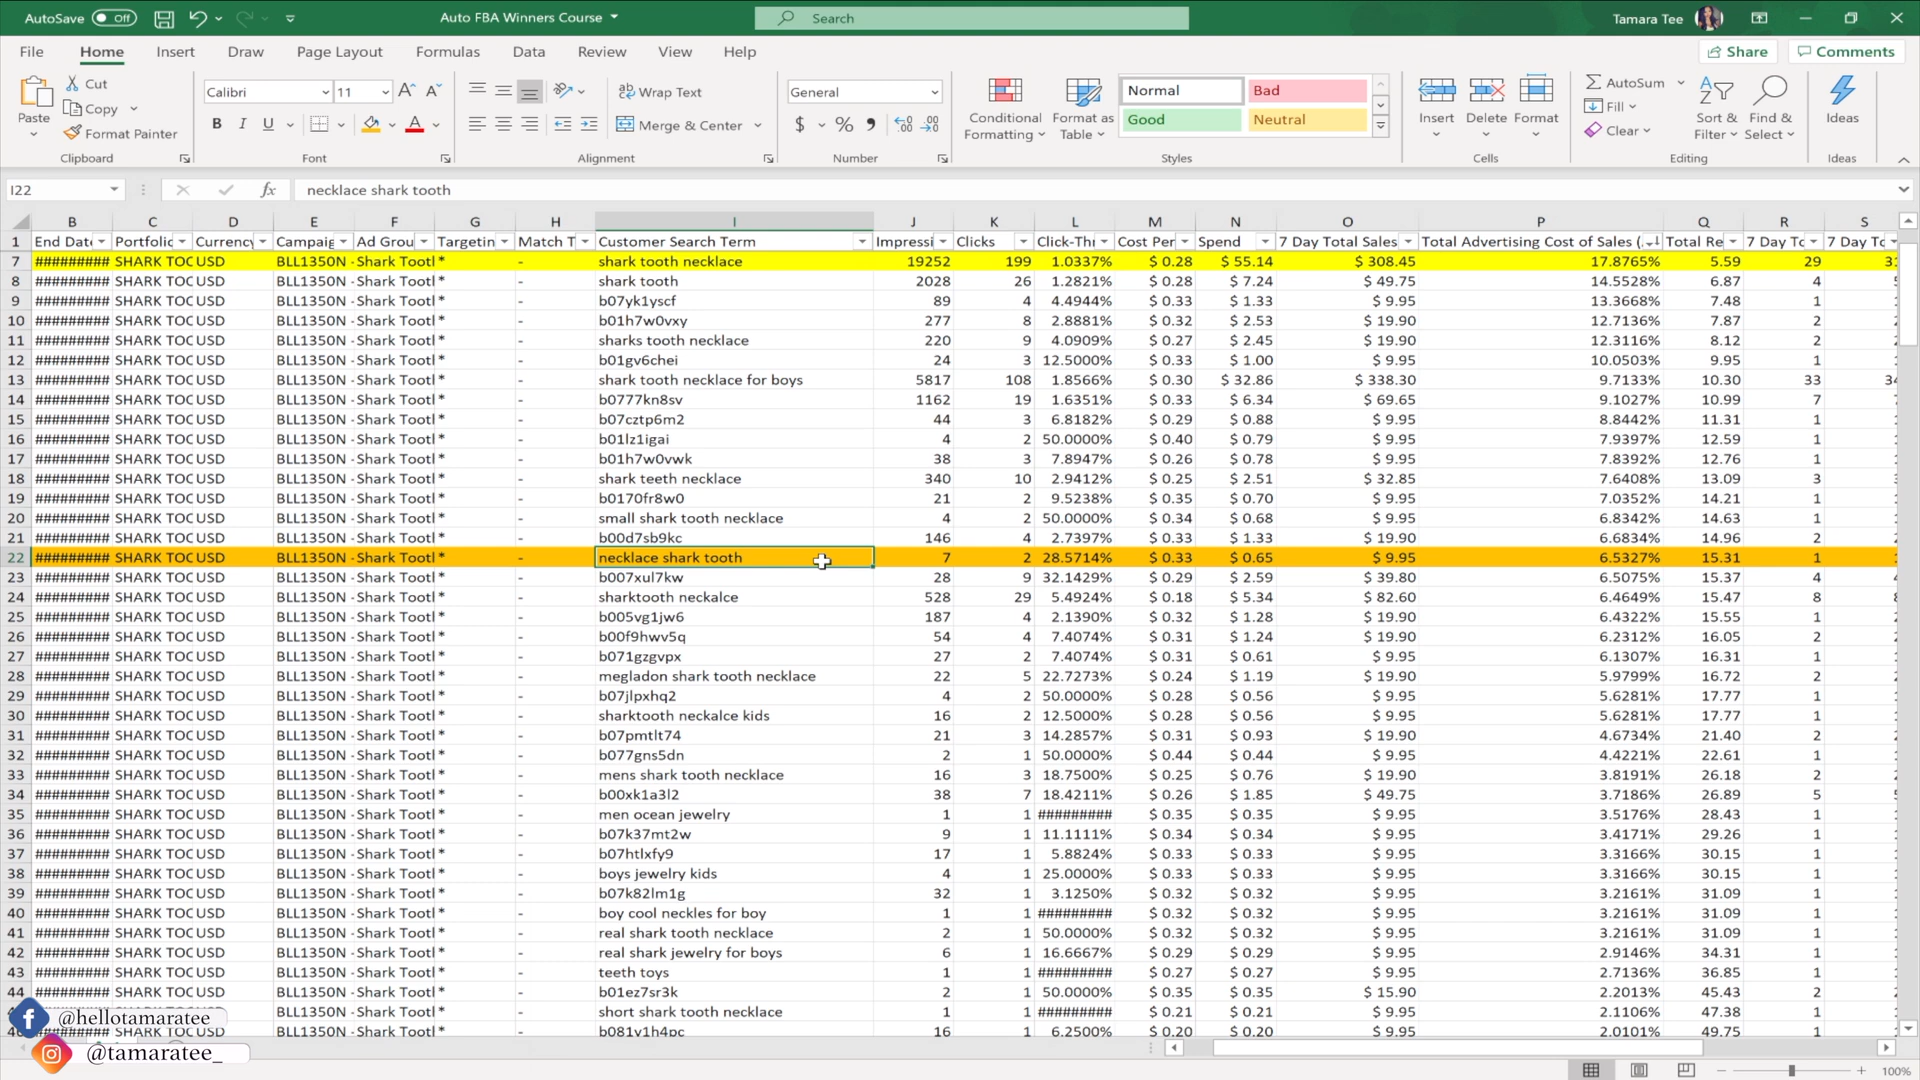 AutoSave Off Auto FBA Winners Course Search Tamara Tee
File Home Insert Draw Page Layout Formulas Data Review View Help Share Comments
Paste Cut Copy Format Painter Clipboard
Calibri 11 B I U A Font
Wrap Text Merge & Center Alignment
General $ % Number
Conditional Formatting Format as Table Normal Bad Good Neutral Styles
Insert Delete Format Cells
AutoSum Fill Clear Sort & Filter Find & Select Editing
Ideas Ideas
I22 fx necklace shark tooth
B C D E F G H I J K L M N O P Q R S
1 End Date Portfolio Currency Campaig Ad Grou Targetin Match T Customer Search Term Impressi Clicks Click-Thr Cost Per Spend 7 Day Total Sales Total Advertising Cost of Sales ( Total Re 7 Day To 7 Day To
7 ######### SHARK TOC USD BLL1350N - Shark Tootl * - shark tooth necklace 19252 199 1.0337% $ 0.28 $ 55.14 $ 308.45 17.8765% 5.59 29 31
8 ######### SHARK TOC USD BLL1350N - Shark Tootl * - shark tooth 2028 26 1.2821% $ 0.28 $ 7.24 $ 49.75 14.5528% 6.87 4
9 ######### SHARK TOC USD BLL1350N - Shark Tootl * - b07yk1yscf 89 4 4.4944% $ 0.33 $ 1.33 $ 9.95 13.3668% 7.48 1
10 ######### SHARK TOC USD BLL1350N - Shark Tootl * - b01h7w0vxy 277 8 2.8881% $ 0.32 $ 2.53 $ 19.90 12.7136% 7.87 2
11 ######### SHARK TOC USD BLL1350N - Shark Tootl * - sharks tooth necklace 220 9 4.0909% $ 0.27 $ 2.45 $ 19.90 12.3116% 8.12 2
12 ######### SHARK TOC USD BLL1350N - Shark Tootl * - b01gv6chei 24 3 12.5000% $ 0.33 $ 1.00 $ 9.95 10.0503% 9.95 1
13 ######### SHARK TOC USD BLL1350N - Shark Tootl * - shark tooth necklace for boys 5817 108 1.8566% $ 0.30 $ 32.86 $ 338.30 9.7133% 10.30 33 34
14 ######### SHARK TOC USD BLL1350N - Shark Tootl * - b0777kn8sv 1162 19 1.6351% $ 0.33 $ 6.34 $ 69.65 9.1027% 10.99 7
15 ######### SHARK TOC USD BLL1350N - Shark Tootl * - b07cztp6m2 44 3 6.8182% $ 0.29 $ 0.88 $ 9.95 8.8442% 11.31 1
16 ######### SHARK TOC USD BLL1350N - Shark Tootl * - b01lz1igai 4 2 50.0000% $ 0.40 $ 0.79 $ 9.95 7.9397% 12.59 1
17 ######### SHARK TOC USD BLL1350N - Shark Tootl * - b01h7w0vwk 38 3 7.8947% $ 0.26 $ 0.78 $ 9.95 7.8392% 12.76 1
18 ######### SHARK TOC USD BLL1350N - Shark Tootl * - shark teeth necklace 340 10 2.9412% $ 0.25 $ 2.51 $ 32.85 7.6408% 13.09 3
19 ######### SHARK TOC USD BLL1350N - Shark Tootl * - b0170fr8w0 21 2 9.5238% $ 0.35 $ 0.70 $ 9.95 7.0352% 14.21 1
20 ######### SHARK TOC USD BLL1350N - Shark Tootl * - small shark tooth necklace 4 2 50.0000% $ 0.34 $ 0.68 $ 9.95 6.8342% 14.63 1
21 ######### SHARK TOC USD BLL1350N - Shark Tootl * - b00d7sb9kc 146 4 2.7397% $ 0.33 $ 1.33 $ 19.90 6.6834% 14.96 2
22 ######### SHARK TOC USD BLL1350N - Shark Tootl * - necklace shark tooth 7 2 28.5714% $ 0.33 $ 0.65 $ 9.95 6.5327% 15.31 1
23 ######### SHARK TOC USD BLL1350N - Shark Tootl * - b007xul7kw 28 9 32.1429% $ 0.29 $ 2.59 $ 39.80 6.5075% 15.37 4
24 ######### SHARK TOC USD BLL1350N - Shark Tootl * - sharktooth neckalce 528 29 5.4924% $ 0.18 $ 5.34 $ 82.60 6.4649% 15.47 8
25 ######### SHARK TOC USD BLL1350N - Shark Tootl * - b005vg1jw6 187 4 2.1390% $ 0.32 $ 1.28 $ 19.90 6.4322% 15.55 1
26 ######### SHARK TOC USD BLL1350N - Shark Tootl * - b00f9hwv5q 54 4 7.4074% $ 0.31 $ 1.24 $ 19.90 6.2312% 16.05 2
27 ######### SHARK TOC USD BLL1350N - Shark Tootl * - b071gzgvpx 27 2 7.4074% $ 0.31 $ 0.61 $ 9.95 6.1307% 16.31 1
28 ######### SHARK TOC USD BLL1350N - Shark Tootl * - megladon shark tooth necklace 22 5 22.7273% $ 0.24 $ 1.19 $ 19.90 5.9799% 16.72 2
29 ######### SHARK TOC USD BLL1350N - Shark Tootl * - b07jlpxhq2 4 2 50.0000% $ 0.28 $ 0.56 $ 9.95 5.6281% 17.77 1
30 ######### SHARK TOC USD BLL1350N - Shark Tootl * - sharktooth neckalce kids 16 2 12.5000% $ 0.28 $ 0.56 $ 9.95 5.6281% 17.77 1
31 ######### SHARK TOC USD BLL1350N - Shark Tootl * - b07pmtlt74 21 3 14.2857% $ 0.31 $ 0.93 $ 19.90 4.6734% 21.40 2
32 ######### SHARK TOC USD BLL1350N - Shark Tootl * - b077gns5dn 2 1 50.0000% $ 0.44 $ 0.44 $ 9.95 4.4221% 22.61 1
33 ######### SHARK TOC USD BLL1350N - Shark Tootl * - mens shark tooth necklace 16 3 18.7500% $ 0.25 $ 0.76 $ 19.90 3.8191% 26.18 2
34 ######### SHARK TOC USD BLL1350N - Shark Tootl * - b00xk1a3l2 38 7 18.4211% $ 0.26 $ 1.85 $ 49.75 3.7186% 26.89 5
35 ######### SHARK TOC USD BLL1350N - Shark Tootl * - men ocean jewelry 1 1 ######### $ 0.35 $ 0.35 $ 9.95 3.5176% 28.43 1
36 ######### SHARK TOC USD BLL1350N - Shark Tootl * - b07k37mt2w 9 1 11.1111% $ 0.34 $ 0.34 $ 9.95 3.4171% 29.26 1
37 ######### SHARK TOC USD BLL1350N - Shark Tootl * - b07htlxfy9 17 1 5.8824% $ 0.33 $ 0.33 $ 9.95 3.3166% 30.15 1
38 ######### SHARK TOC USD BLL1350N - Shark Tootl * - boys jewelry kids 4 1 25.0000% $ 0.33 $ 0.33 $ 9.95 3.3166% 30.15 1
39 ######### SHARK TOC USD BLL1350N - Shark Tootl * - b07k82lm1g 32 1 3.1250% $ 0.32 $ 0.32 $ 9.95 3.2161% 31.09 1
40 ######### SHARK TOC USD BLL1350N - Shark Tootl * - boy cool neckles for boy 1 1 ######### $ 0.32 $ 0.32 $ 9.95 3.2161% 31.09 1
41 ######### SHARK TOC USD BLL1350N - Shark Tootl * - real shark tooth necklace 2 1 50.0000% $ 0.32 $ 0.32 $ 9.95 3.2161% 31.09 1
42 ######### SHARK TOC USD BLL1350N - Shark Tootl * - real shark jewelry for boys 6 1 16.6667% $ 0.29 $ 0.29 $ 9.95 2.9146% 34.31 1
43 ######### SHARK TOC USD BLL1350N - Shark Tootl * - teeth toys 1 1 ######### $ 0.27 $ 0.27 $ 9.95 2.7136% 36.85 1
44 ######### SHARK TOC USD BLL1350N - Shark Tootl * - b01ez7sr3k 2 1 50.0000% $ 0.35 $ 0.35 $ 15.90 2.2013% 45.43 2
@hellotamaratee USD BLL1350N - Shark Tootl * - short shark tooth necklace 1 1 ######### $ 0.21 $ 0.21 $ 9.95 2.1106% 47.38 1
SHARK TOC USD BLL1350N - Shark Tootl * - b081v1h4pc 16 1 6.2500% $ 0.20 $ 0.20 $ 9.95 2.0101% 49.75 1
@tamaratee_
100%